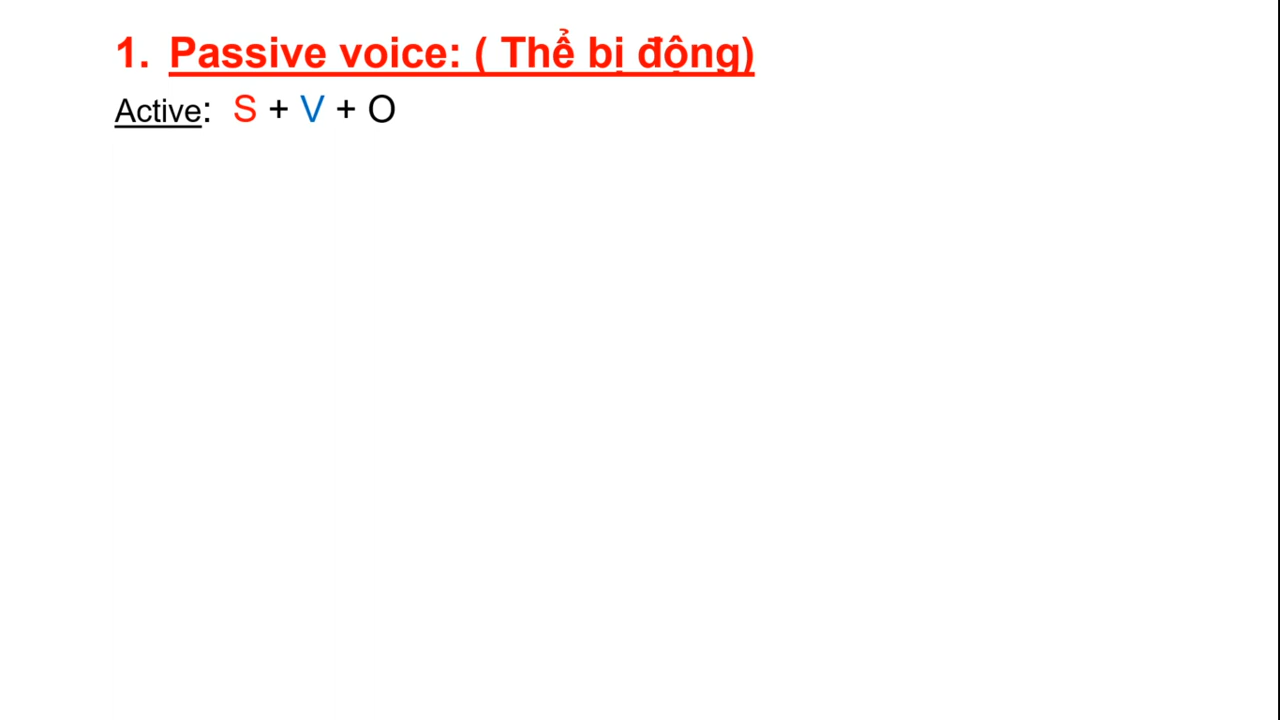 1. Passive voice: ( Thể bị động)
Active: S + V + O